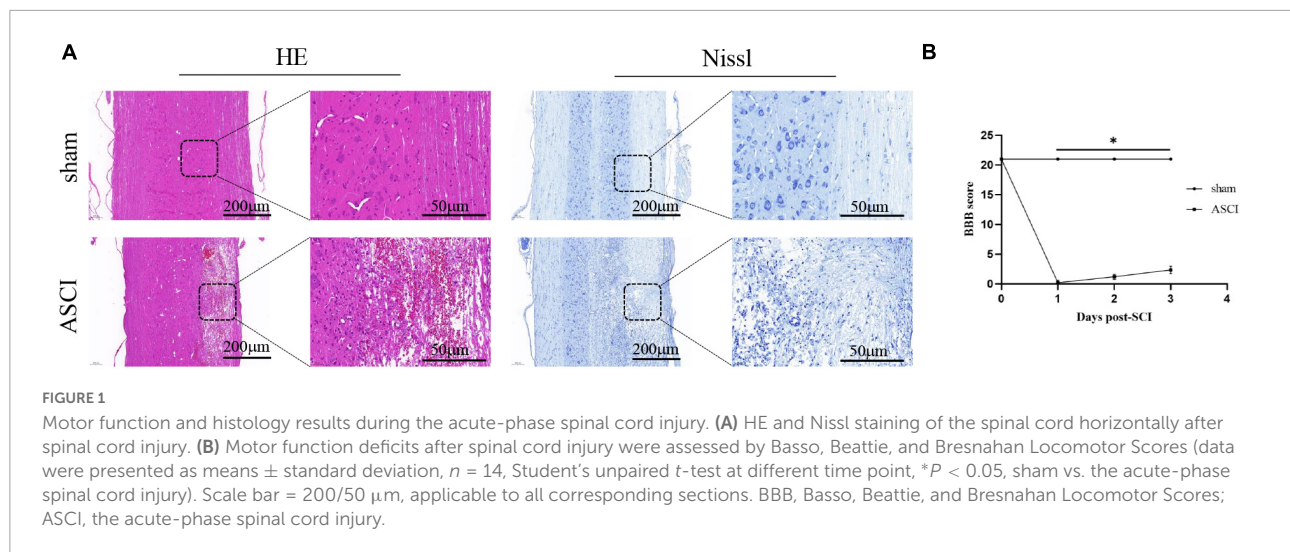 A
HE
Nissl
B
sham
200μm
50μm
200μm
50μm
ASCI
200μm
50μm
200μm
50μm
25
20
15
10
5
0
0
1
2
3
4
BBB score
Days post-SCI
*
sham
ASCI
FIGURE 1
Motor function and histology results during the acute-phase spinal cord injury. (A) HE and Nissl staining of the spinal cord horizontally after
spinal cord injury. (B) Motor function deficits after spinal cord injury were assessed by Basso, Beattie, and Bresnahan Locomotor Scores (data
were presented as means ± standard deviation, n = 14, Student's unpaired t-test at different time point, *P < 0.05, sham vs. the acute-phase
spinal cord injury). Scale bar = 200/50 μm, applicable to all corresponding sections. BBB, Basso, Beattie, and Bresnahan Locomotor Scores;
ASCI, the acute-phase spinal cord injury.